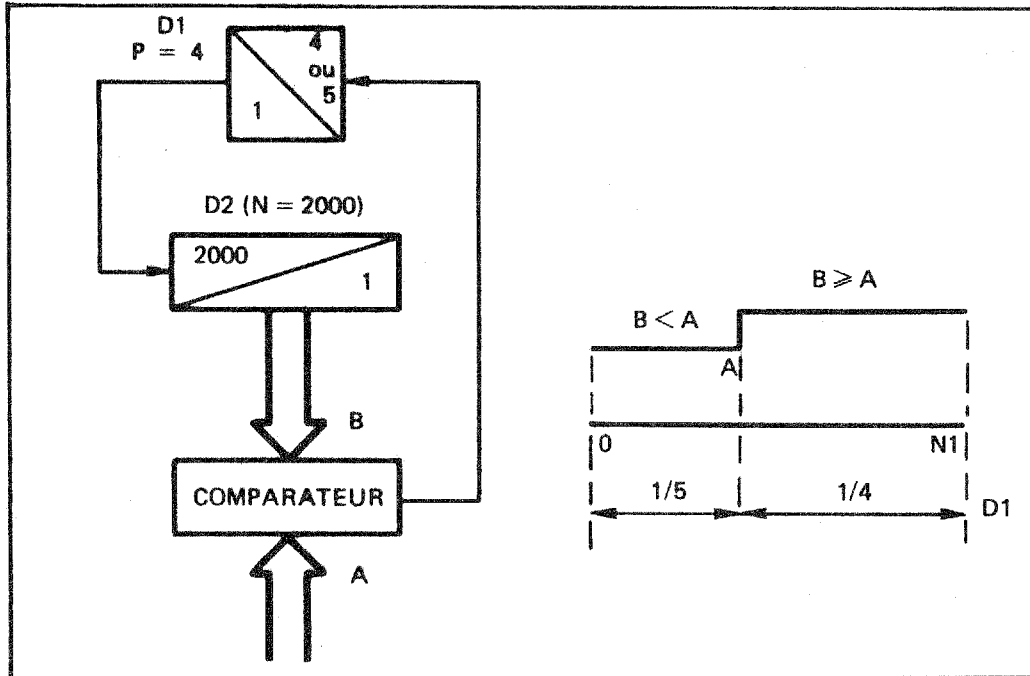 D1
P = 4
4
ou
5
1
D2 (N = 2000)
2000
1
B
COMPARATEUR
A
B < A
B ⩾ A
A
0
N1
1/5
1/4
D1